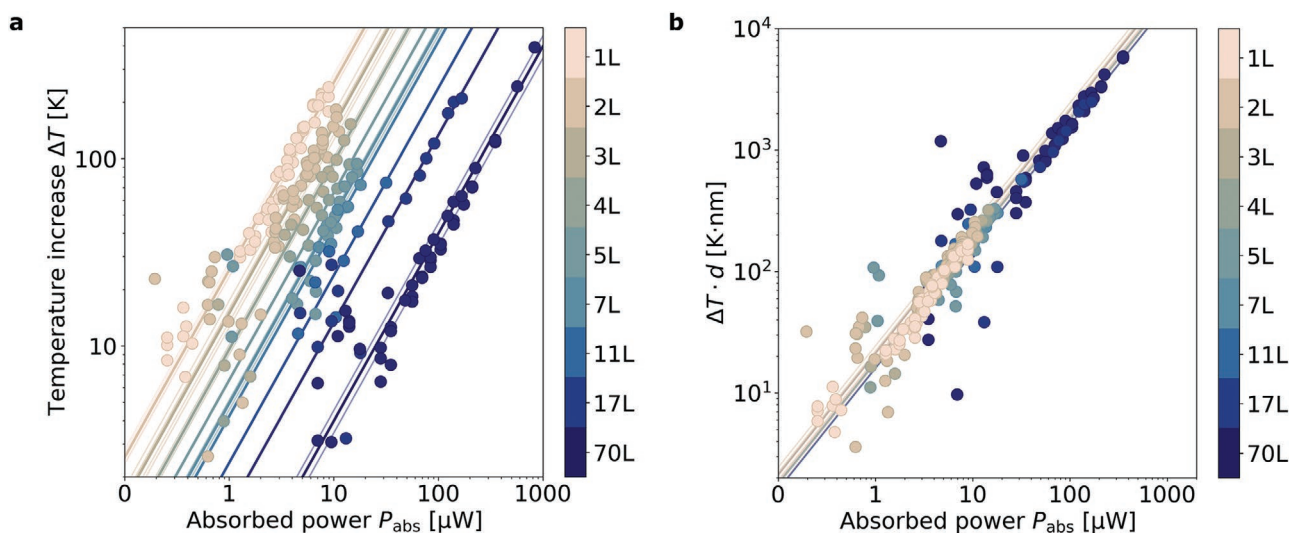 a
Temperature increase ΔT [K]
100
10
0
1
10
100
1000
Absorbed power Pabs [μW]
1L
2L
3L
4L
5L
7L
11L
17L
70L
b
ΔT · d [K·nm]
10⁴
10³
10²
10¹
0
1
10
100
1000
Absorbed power Pabs [μW]
1L
2L
3L
4L
5L
7L
11L
17L
70L